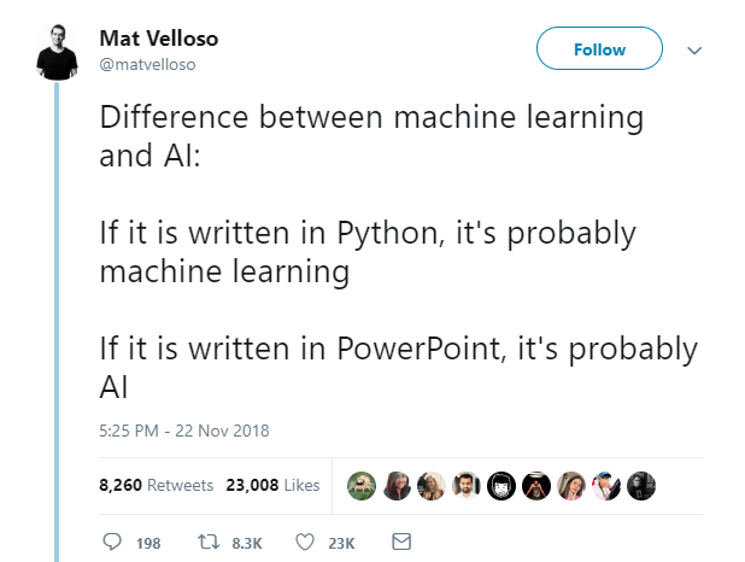 Mat Velloso
@matvelloso
Follow
Difference between machine learning
and AI:
If it is written in Python, it's probably
machine learning
If it is written in PowerPoint, it's probably
AI
5:25 PM - 22 Nov 2018
8,260 Retweets 23,008 Likes
198 8.3K 23K